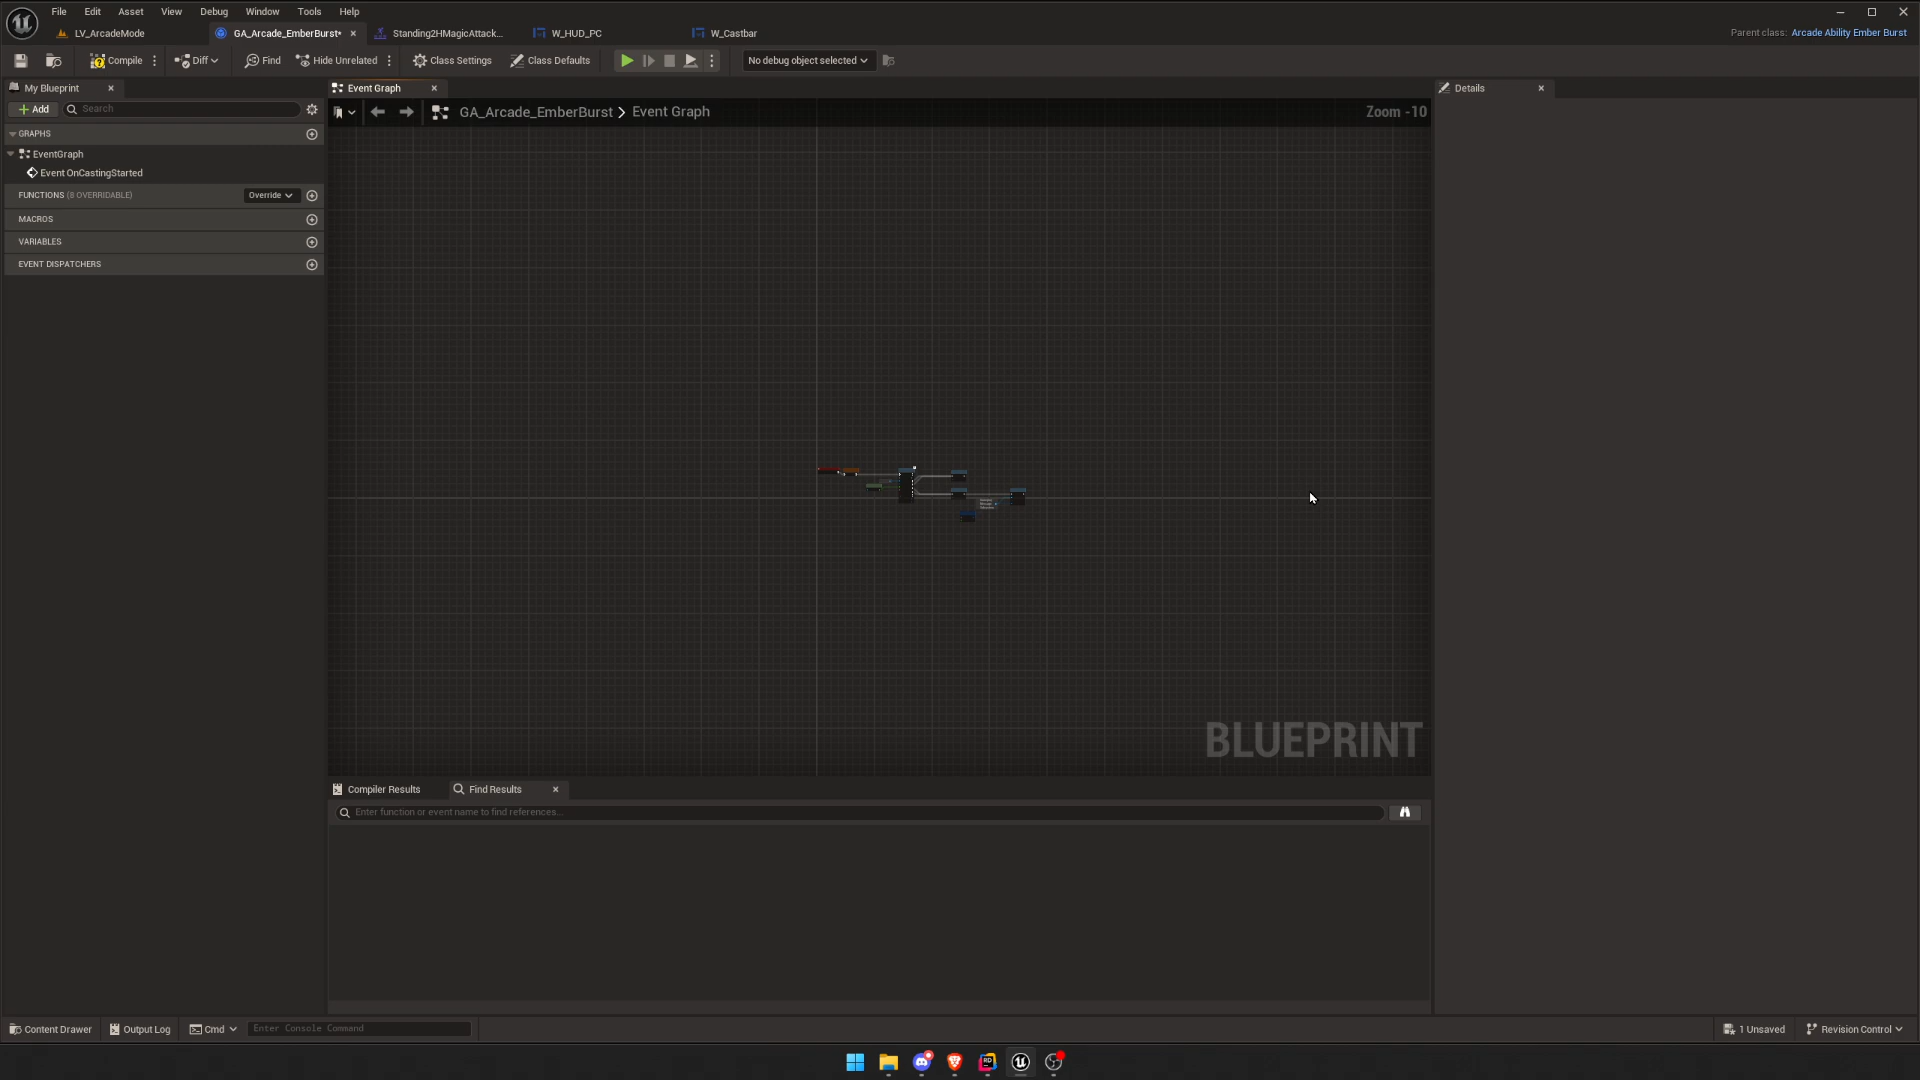 File Edit Asset View Debug Window Tools Help
LV_ArcadeMode GA_Arcade_EmberBurst* Standing2HMagicAttack... W_HUD_PC W_Castbar
Parent class: Arcade Ability Ember Burst
Compile Diff Find Hide Unrelated Class Settings Class Defaults No debug object selected
My Blueprint
Event Graph
Details
+ Add Search
GA_Arcade_EmberBurst > Event Graph
Zoom -10
GRAPHS
EventGraph
Event OnCastingStarted
FUNCTIONS (8 OVERRIDABLE) Override
MACROS
VARIABLES
EVENT DISPATCHERS
BLUEPRINT
Compiler Results Find Results
Enter function or event name to find references...
Content Drawer Output Log Cmd Enter Console Command
1 Unsaved Revision Control